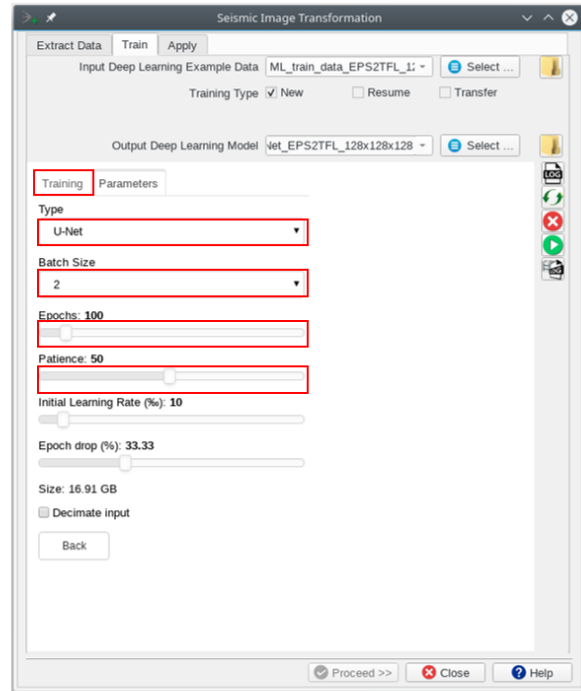 Seismic Image Transformation
Extract Data Train Apply
Input Deep Learning Example Data ML_train_data_EPS2TFL_1 Select ...
Training Type New Resume Transfer
Output Deep Learning Model Net_EPS2TFL_128x128x128 Select ...
LOG
Training Parameters
Type
U-Net
Batch Size
2
Epochs: 100
Patience: 50
Initial Learning Rate (‰): 10
Epoch drop (%): 33.33
Size: 16.91 GB
Decimate input
Back
Proceed >> Close Help